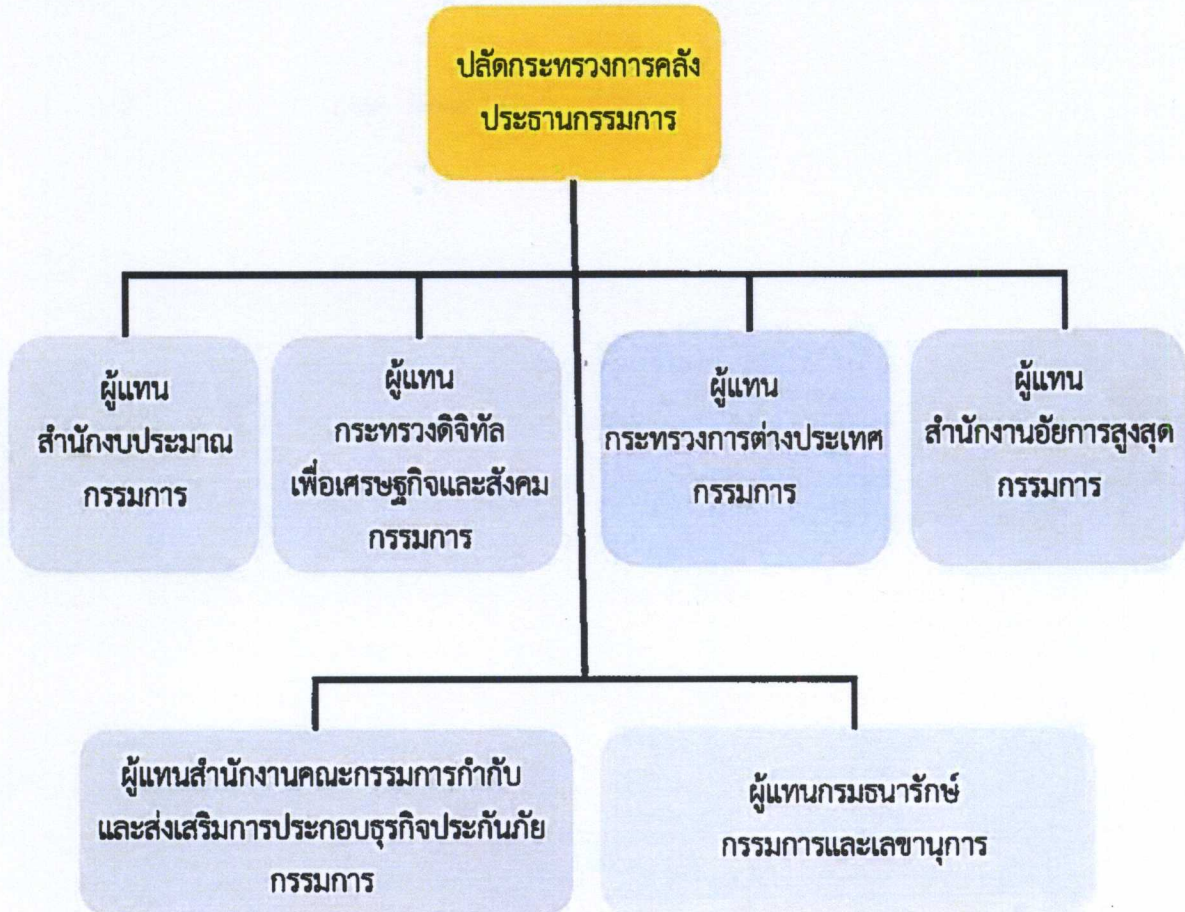 ปลัดกระทรวงการคลัง
ประธานกรรมการ
ผู้แทน
สำนักงบประมาณ
กรรมการ
ผู้แทน
กระทรวงดิจิทัล
เพื่อเศรษฐกิจและสังคม
กรรมการ
ผู้แทน
กระทรวงการต่างประเทศ
กรรมการ
ผู้แทน
สำนักงานอัยการสูงสุด
กรรมการ
ผู้แทนสำนักงานคณะกรรมการกำกับ
และส่งเสริมการประกอบธุรกิจประกันภัย
กรรมการ
ผู้แทนกรมธนารักษ์
กรรมการและเลขานุการ